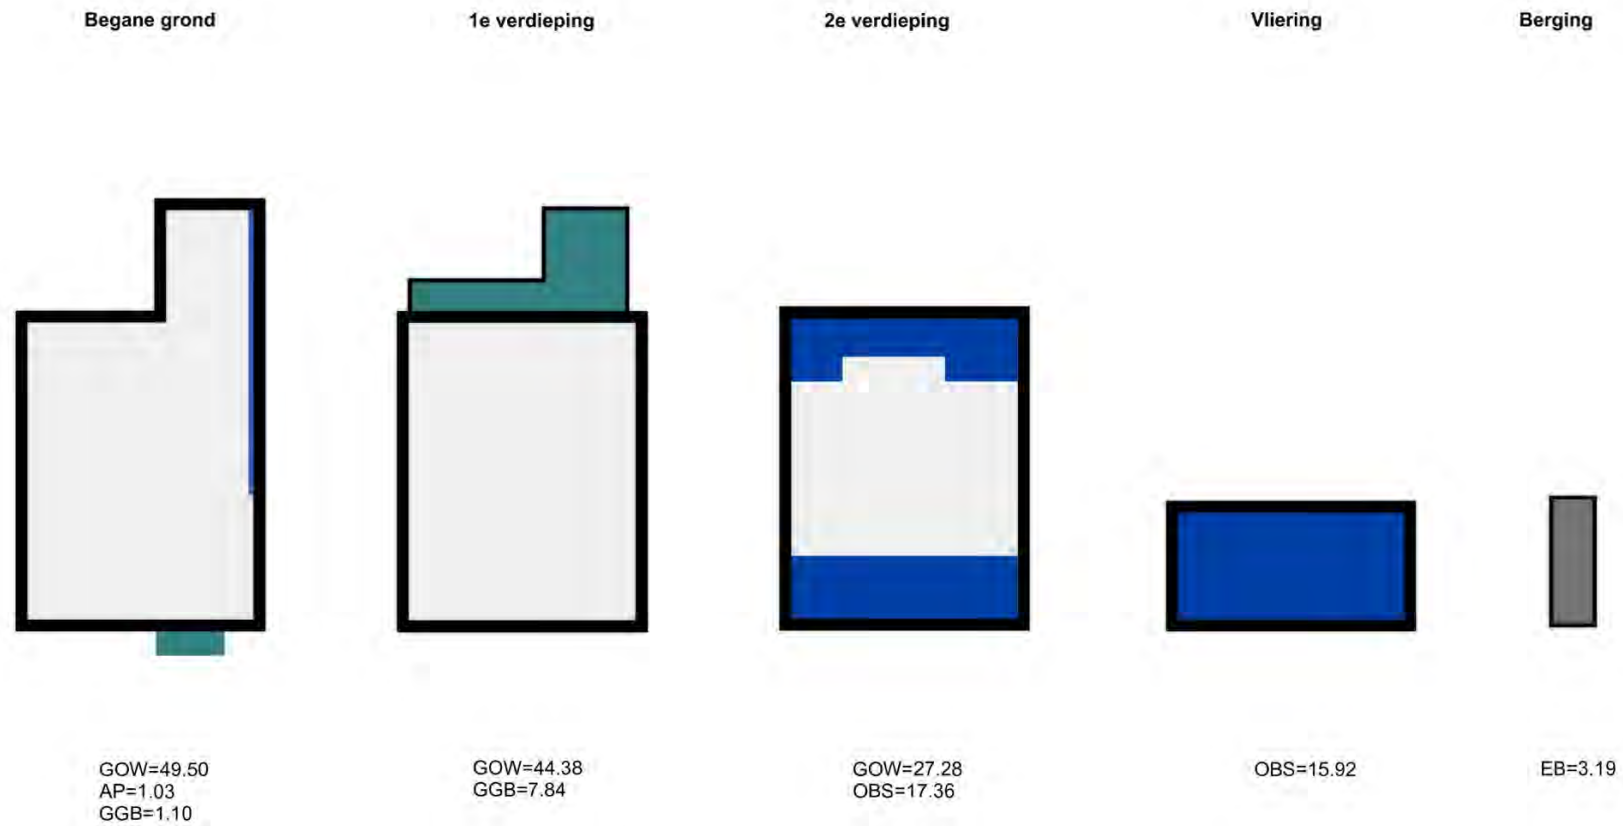 Begane grond
1e verdieping
2e verdieping
Vliering
Berging
GOW=49.50
AP=1.03
GGB=1.10
GOW=44.38
GGB=7.84
GOW=27.28
OBS=17.36
OBS=15.92
EB=3.19